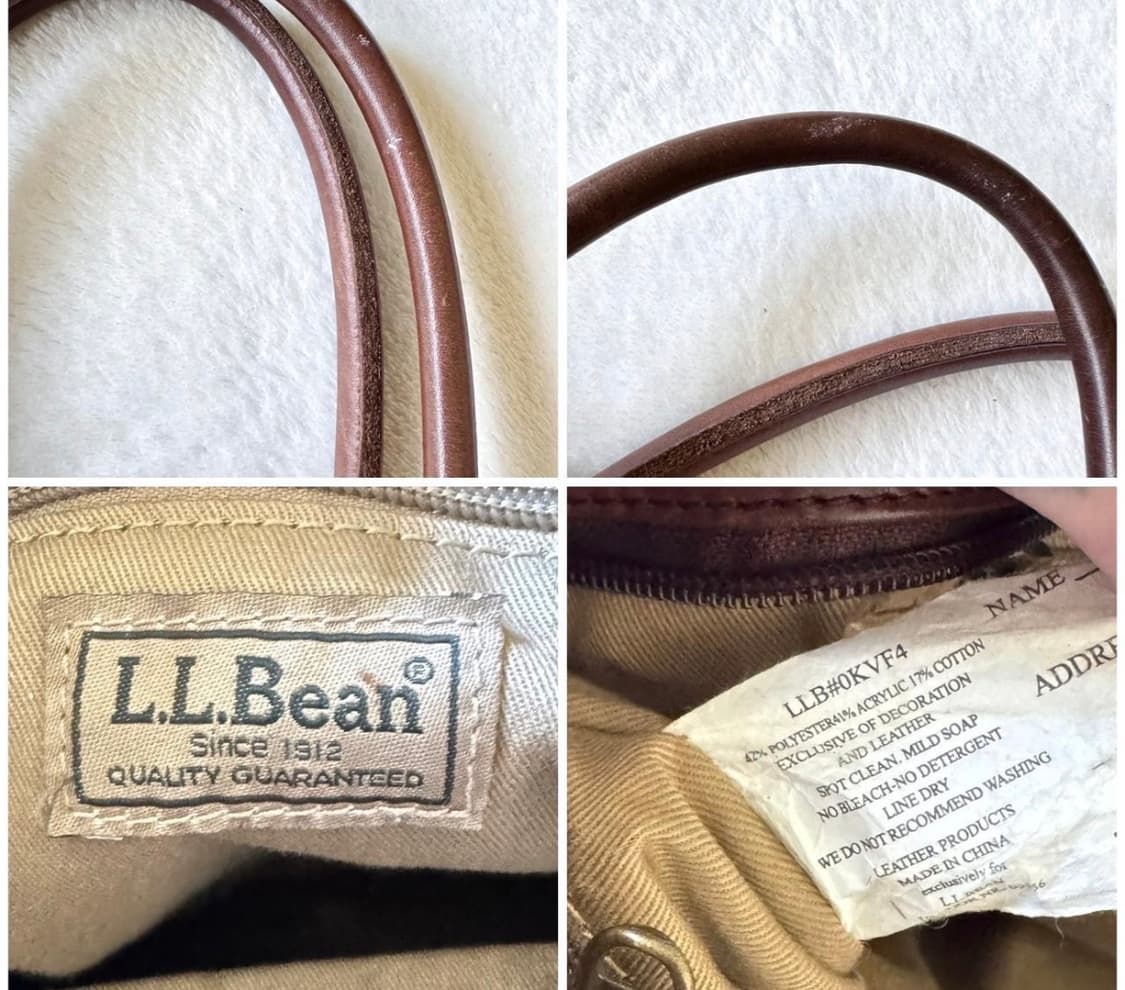 L.L.Bean®
Since 1912
QUALITY GUARANTEED
NAME
ADDRE
LLB#0KVF4
42% POLYESTER41% ACRYLIC 17% COTTON
EXCLUSIVE OF DECORATION
AND LEATHER
SPOT CLEAN, MILD SOAP
NO BLEACH-NO DETERGENT
LINE DRY
WE DO NOT RECOMMEND WASHING
LEATHER PRODUCTS
MADE IN CHINA
exclusively for
L.L.BEAN